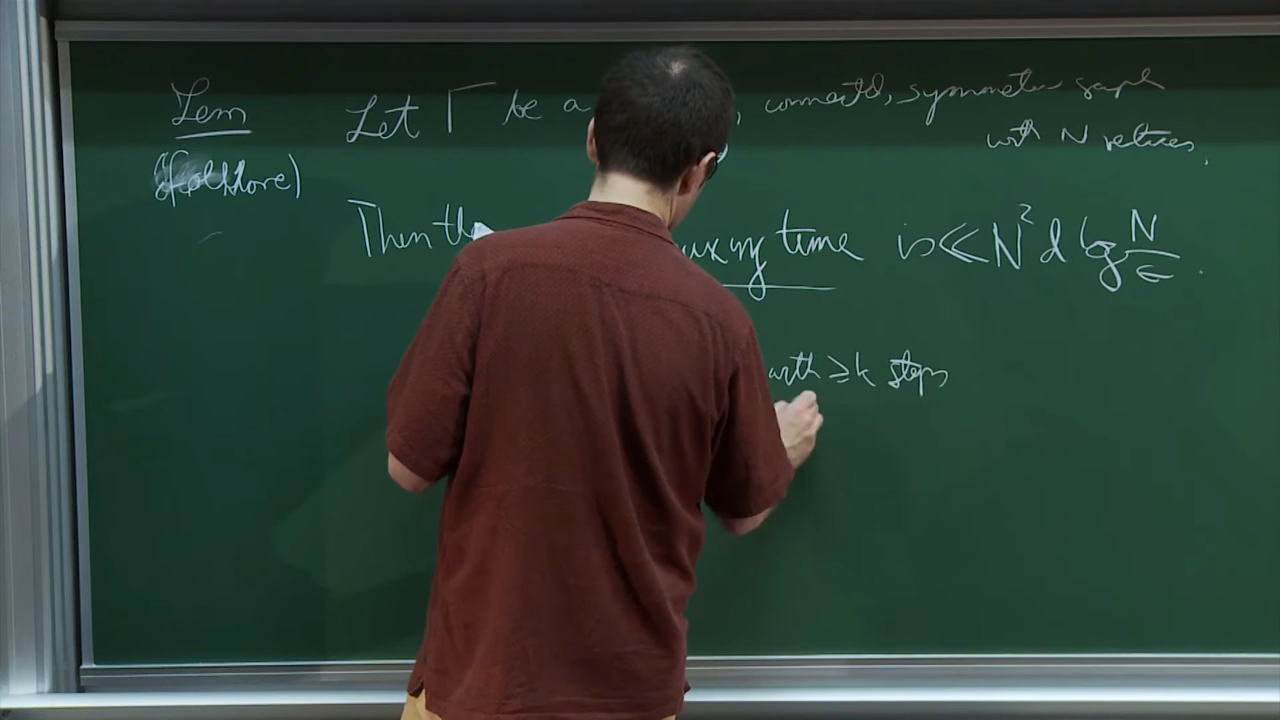 Lem Let Γ be a , connected, symmetric graph
with N vertices.
(folklore)
Then the mixing time is ≪ N² d log N/ε .
with ≥ k steps